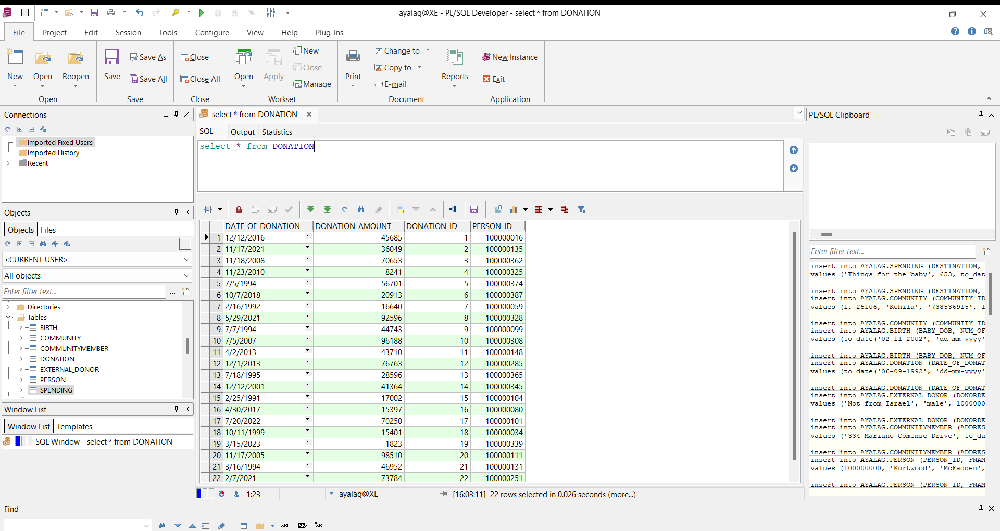 ayalag@XE - PL/SQL Developer - select * from DONATION
File Project Edit Session Tools Configure View Help Plug-Ins
New Open Reopen Save Save As Save All Close Close All Open Apply New Close Manage Print Change to Copy to E-mail Reports New Instance Exit
Open Save Close Workset Document Application
Connections
Imported Fixed Users
Imported History
Recent
Objects
Objects Files
<CURRENT USER>
All objects
Enter filter text... ...
Directories
Tables
BIRTH
COMMUNITY
COMMUNITYMEMBER
DONATION
EXTERNAL_DONOR
PERSON
SPENDING
Window List
Window List Templates
SQL Window - select * from DONATION
select * from DONATION
SQL Output Statistics
select * from DONATION
DATE_OF_DONATION DONATION_AMOUNT DONATION_ID PERSON_ID
1 12/12/2016 45685 1 100000016
2 11/17/2021 36049 2 100000135
3 11/18/2008 70653 3 100000362
4 11/23/2010 8241 4 100000325
5 7/5/1994 56701 5 100000374
6 10/7/2018 20913 6 100000387
7 2/16/1992 16640 7 100000059
8 5/29/2021 92596 8 100000328
9 7/7/1994 44743 9 100000099
10 7/5/2007 96188 10 100000308
11 4/2/2013 43710 11 100000148
12 12/1/2013 76763 12 100000285
13 7/18/1995 28596 13 100000365
14 12/12/2001 41364 14 100000345
15 2/25/1991 17002 15 100000104
16 4/30/2017 15397 16 100000080
17 7/20/2022 70250 17 100000101
18 10/11/1999 15401 18 100000034
19 3/15/2023 1823 19 100000339
20 11/17/2005 98510 20 100000111
21 3/16/1994 46952 21 100000131
22 2/7/2021 73784 22 100000251
& 1:23 ayalag@XE [16:03:11] 22 rows selected in 0.026 seconds (more...)
PL/SQL Clipboard
Enter filter text...
insert into AYALAG.SPENDING (DESTINATION,
values ('Things for the baby', 653, to_dat
insert into AYALAG.SPENDING (DESTINATION,
insert into AYALAG.COMMUNITY (COMMUNITY_ID
values (1, 25106, 'Kehila', '738536915', 1
insert into AYALAG.COMMUNITY (COMMUNITY_ID
insert into AYALAG.BIRTH (BABY_DOB, NUM_OF
values (to_date('02-11-2002', 'dd-mm-yyyy'
insert into AYALAG.BIRTH (BABY_DOB, NUM_OF
insert into AYALAG.DONATION (DATE_OF_DONAT
values (to_date('06-09-1992', 'dd-mm-yyyy'
insert into AYALAG.DONATION (DATE_OF_DONAT
insert into AYALAG.EXTERNAL_DONOR (DONORDE
values ('Not from Israel', 'male', 1000000
insert into AYALAG.EXTERNAL_DONOR (DONORDE
insert into AYALAG.COMMUNITYMEMBER (ADDRES
values ('334 Mariano Comense Drive', to_da
insert into AYALAG.COMMUNITYMEMBER (ADDRES
insert into AYALAG.PERSON (PERSON_ID, FNAM
values (100000000, 'Kurtwood', 'McFadden',
insert into AYALAG.PERSON (PERSON_ID, FNAM
Find
ABC AB "AB"